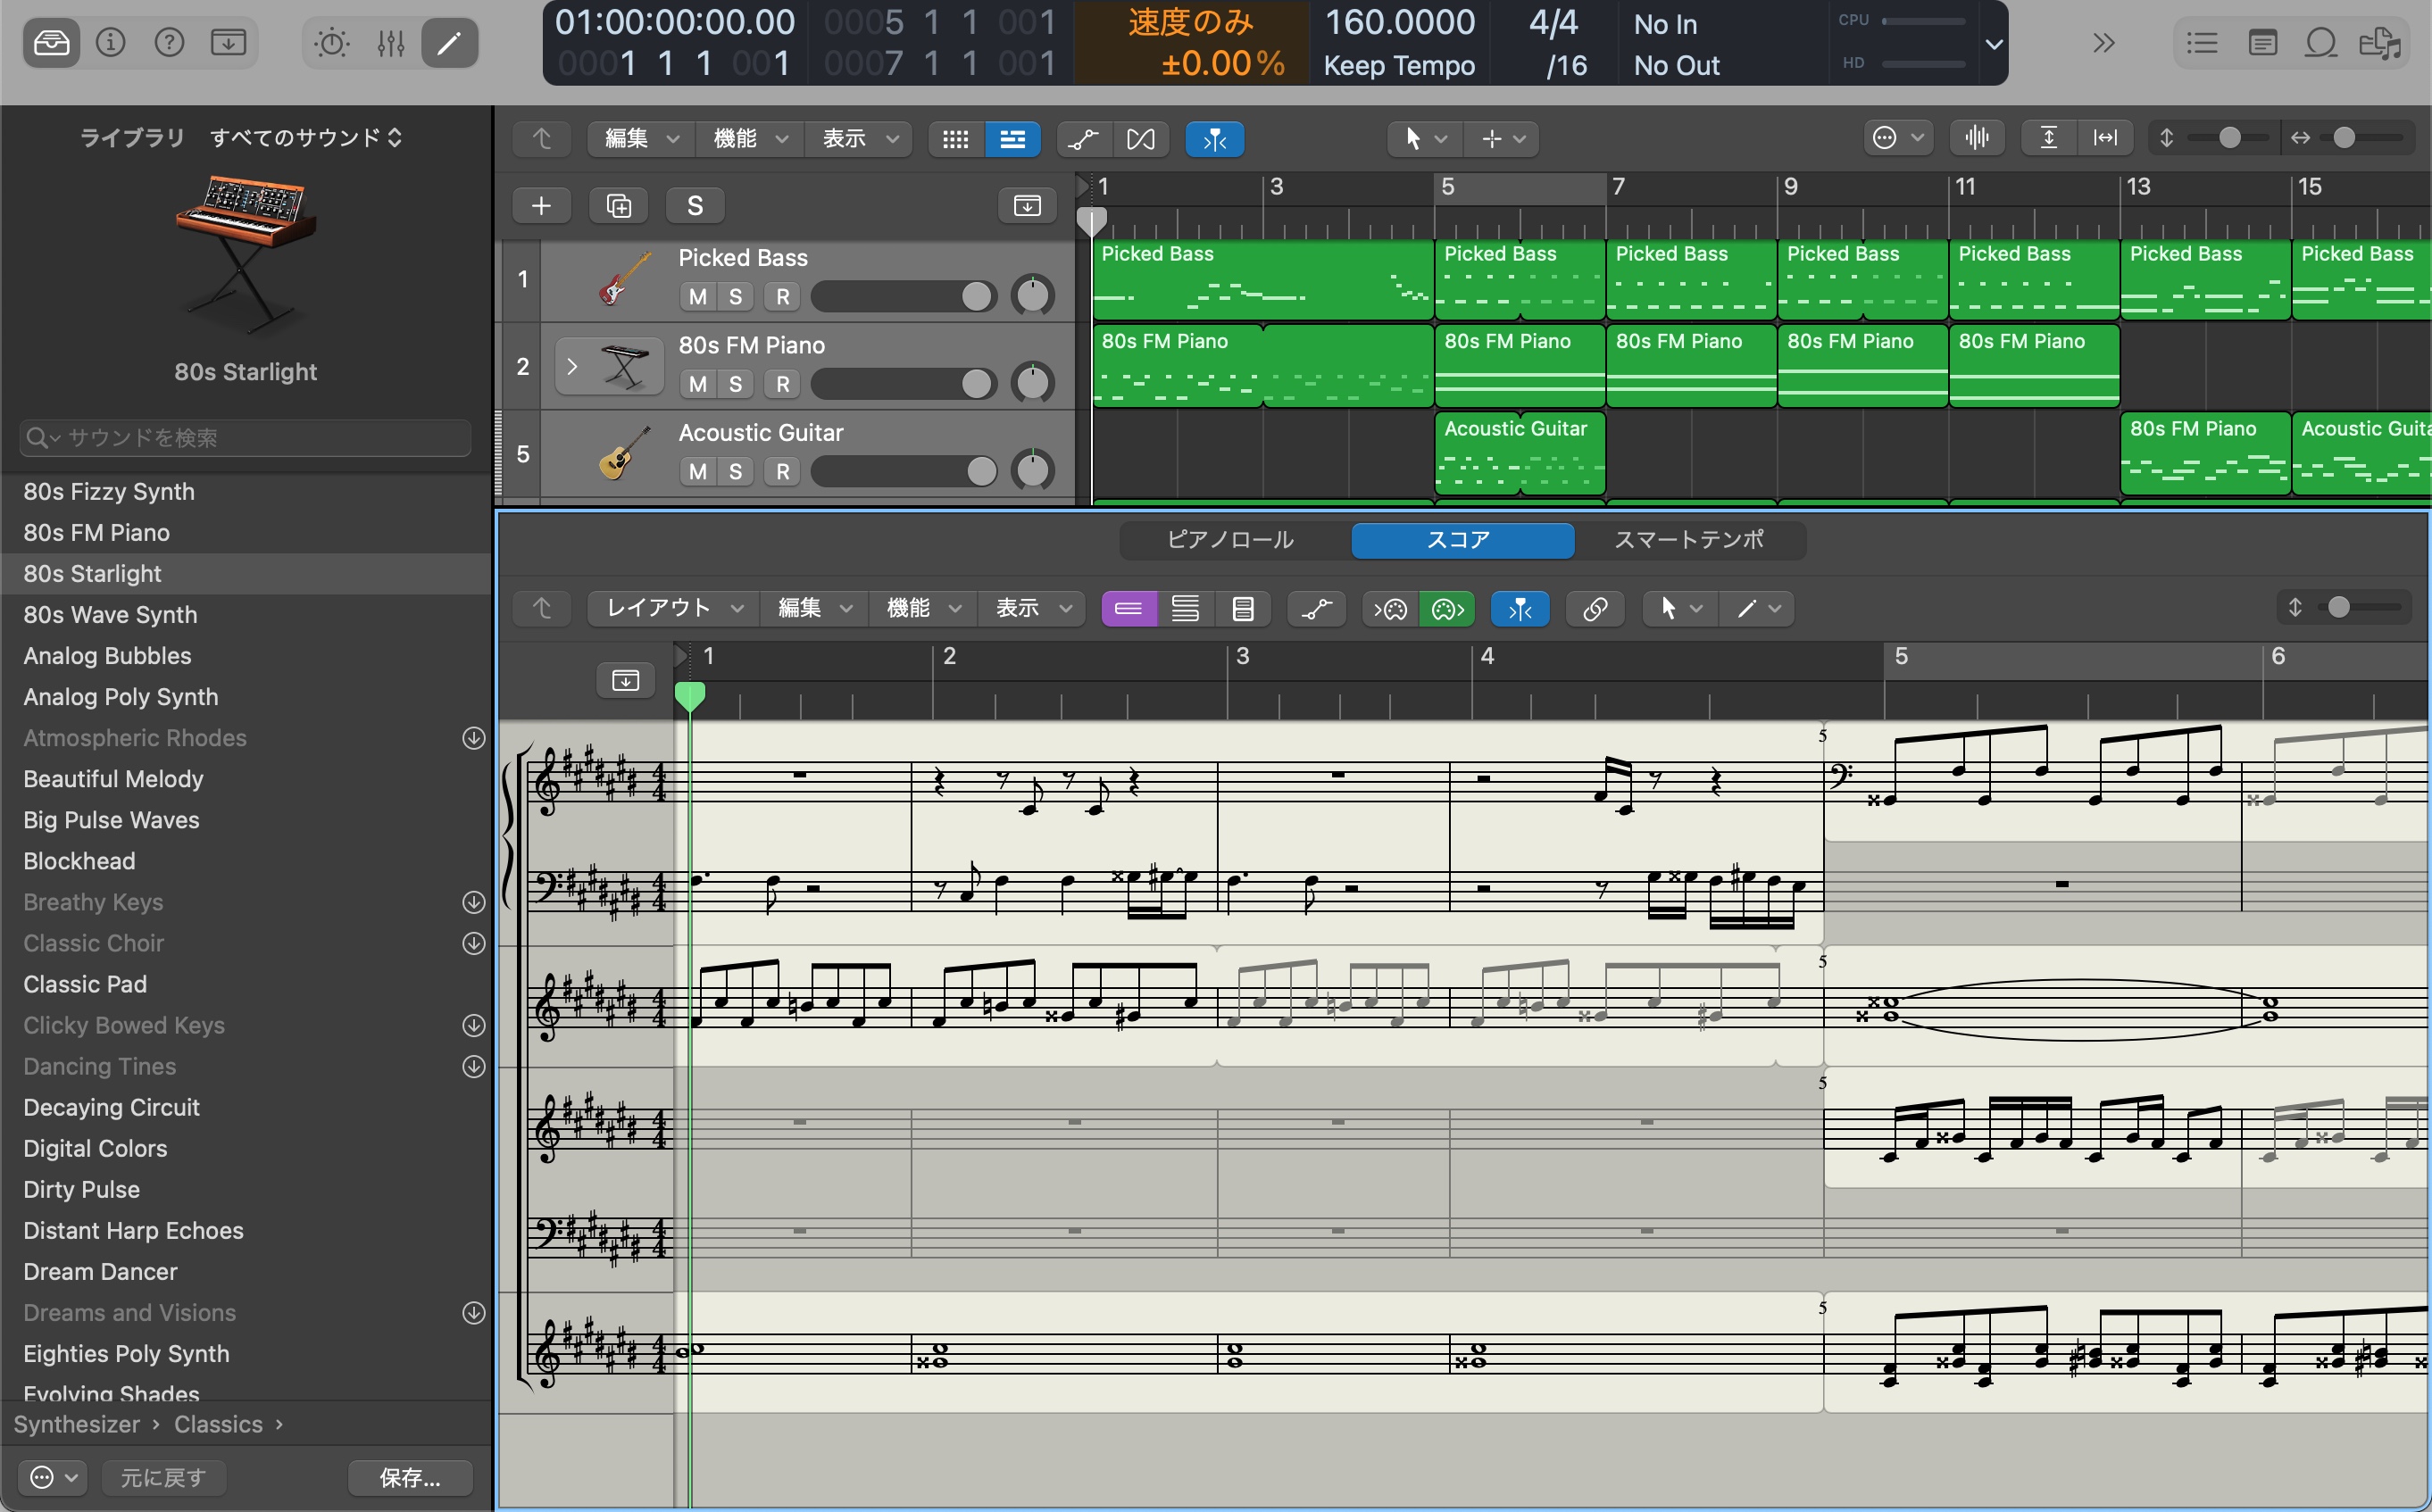 01:00:00:00.00
0001 1 1 001
0005 1 1 001
0007 1 1 001
速度のみ
±0.00%
160.0000
Keep Tempo
4/4
/16
No In
No Out
CPU
HD
ライブラリ すべてのサウンド
80s Starlight
サウンドを検索
80s Fizzy Synth
80s FM Piano
80s Starlight
80s Wave Synth
Analog Bubbles
Analog Poly Synth
Atmospheric Rhodes
Beautiful Melody
Big Pulse Waves
Blockhead
Breathy Keys
Classic Choir
Classic Pad
Clicky Bowed Keys
Dancing Tines
Decaying Circuit
Digital Colors
Dirty Pulse
Distant Harp Echoes
Dream Dancer
Dreams and Visions
Eighties Poly Synth
Evolving Shades
Synthesizer › Classics ›
元に戻す 保存...
編集 機能 表示
S
1 3 5 7 9 11 13 15
1 Picked Bass
M S R
Picked Bass Picked Bass Picked Bass Picked Bass Picked Bass Picked Bass Picked Bass
2 80s FM Piano
M S R
80s FM Piano 80s FM Piano 80s FM Piano 80s FM Piano 80s FM Piano
5 Acoustic Guitar
M S R
Acoustic Guitar 80s FM Piano Acoustic Guita
ピアノロール スコア スマートテンポ
レイアウト 編集 機能 表示
1 2 3 4 5 6
5
5
5
5